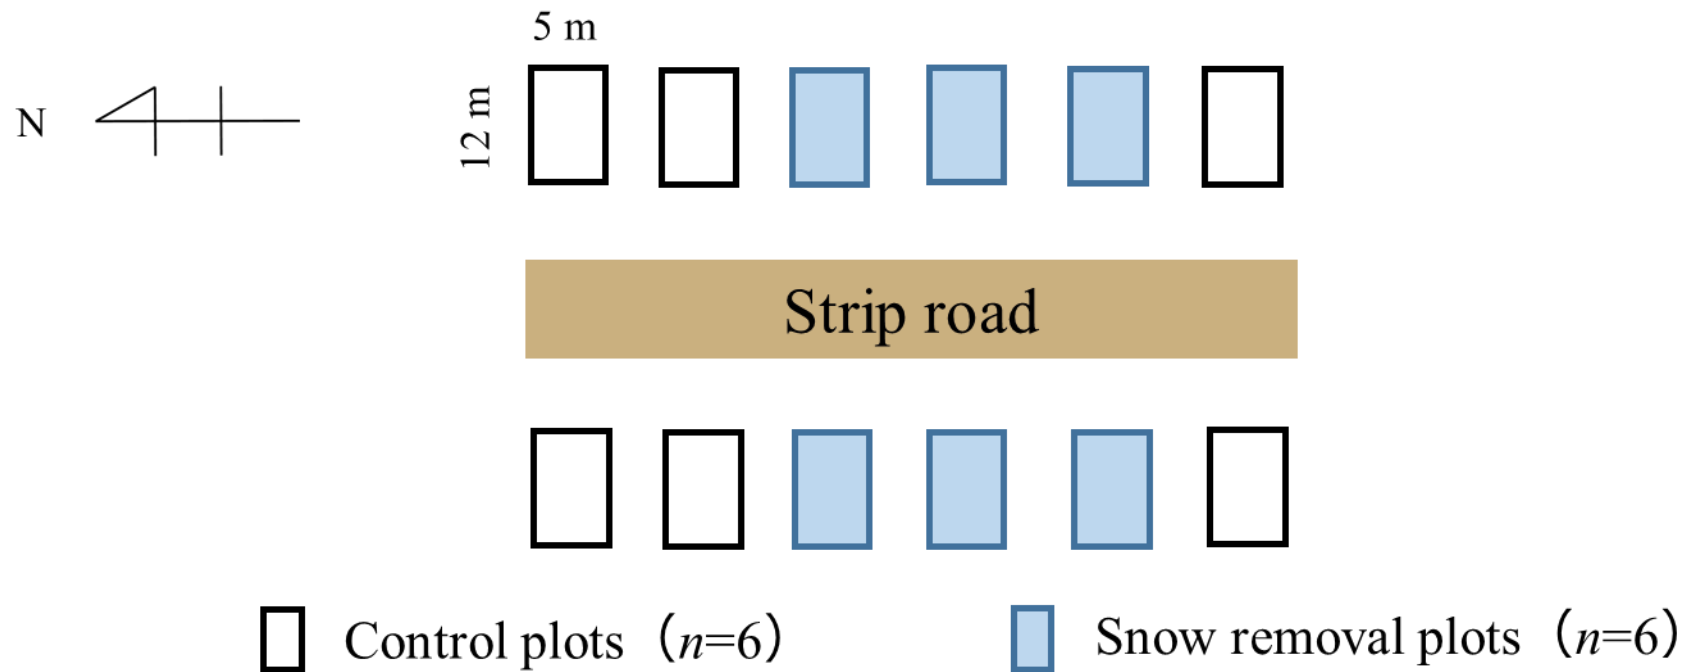 5 m
N
12 m
Strip road
Control plots（n=6）
Snow removal plots（n=6）